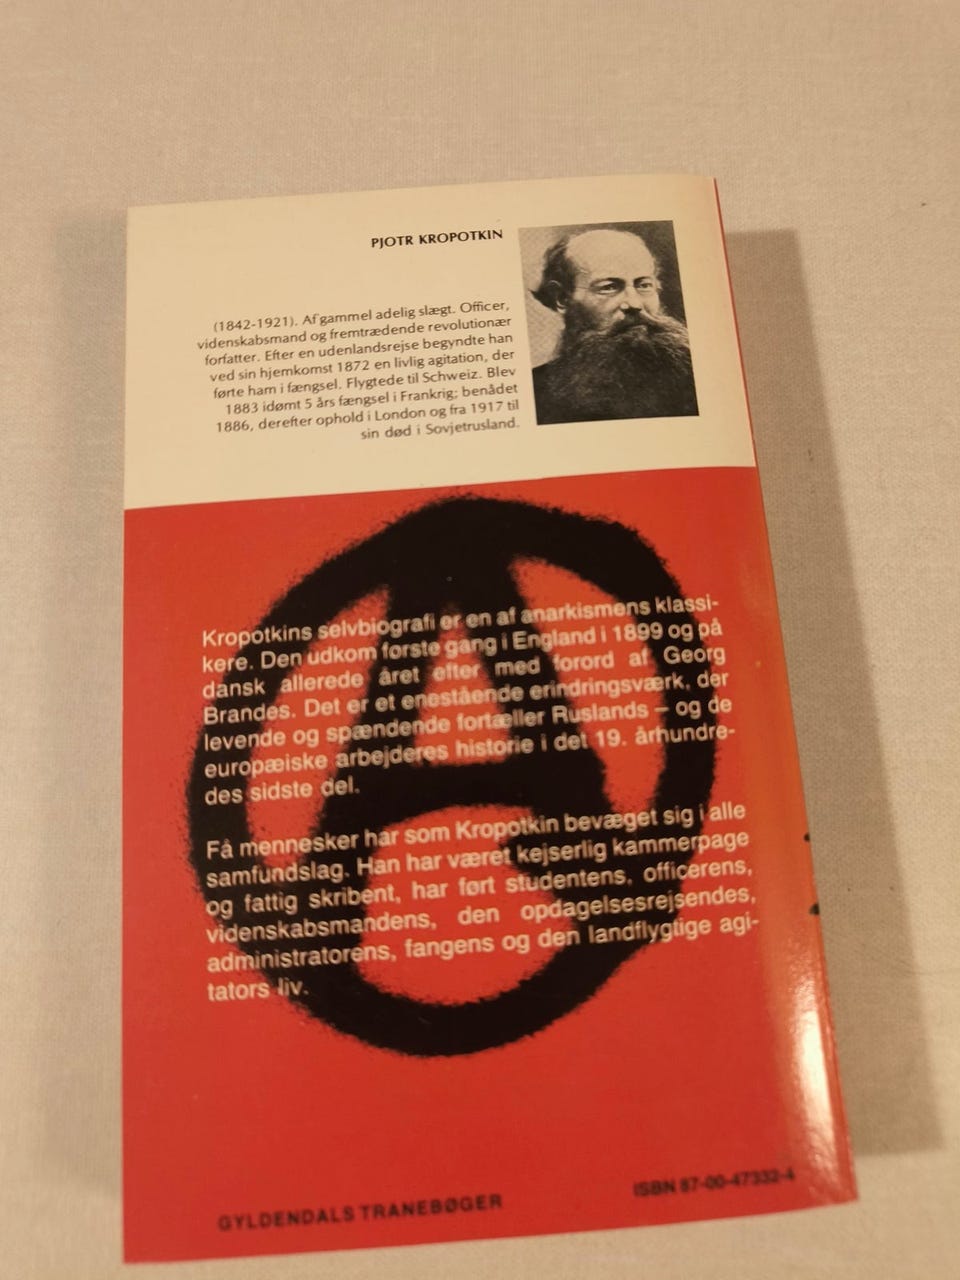 PJOTR KROPOTKIN
(1842-1921). Af gammel adelig slægt. Officer,
videnskabsmand og fremtrædende revolutionær
forfatter. Efter en udenlandsrejse begyndte han
ved sin hjemkomst 1872 en livlig agitation, der
førte ham i fængsel. Flygtede til Schweiz. Blev
1883 idømt 5 års fængsel i Frankrig; benådet
1886, derefter ophold i London og fra 1917 til
sin død i Sovjetrusland.
Kropotkins selvbiografi er en af anarkismens klassi-
kere. Den udkom første gang i England i 1899 og på
dansk allerede året efter med forord af Georg
Brandes. Det er et enestående erindringsværk, der
levende og spændende fortæller Ruslands – og de
europæiske arbejderes historie i det 19. århundre-
des sidste del.
Få mennesker har som Kropotkin bevæget sig i alle
samfundslag. Han har været kejserlig kammerpage
og fattig skribent, har ført studentens, officerens,
videnskabsmandens, den opdagelsesrejsendes,
administratorens, fangens og den landflygtige agi-
tators liv.
GYLDENDALS TRANEBØGER
ISBN 87-00-47332-4